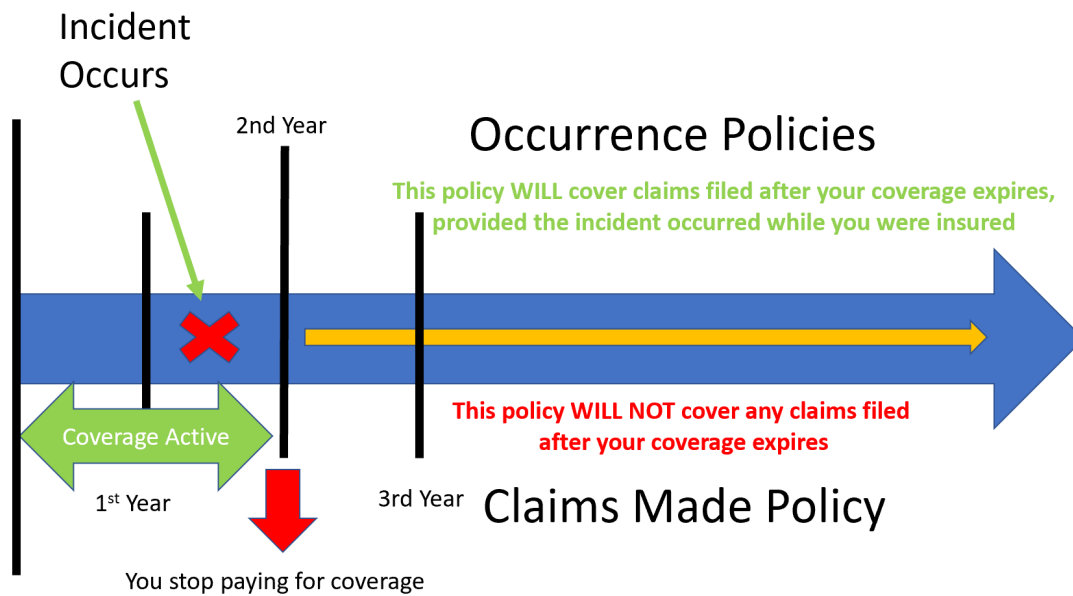 Incident
Occurs
2nd Year
Occurrence Policies
This policy WILL cover claims filed after your coverage expires,
provided the incident occurred while you were insured
Coverage Active
This policy WILL NOT cover any claims filed
after your coverage expires
1st Year
3rd Year
Claims Made Policy
You stop paying for coverage